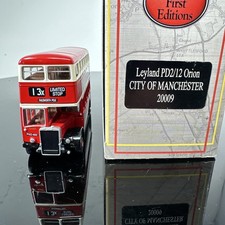 13x
LIMITED
STOP
First
Editions
Leyland PD2/12 Orion
CITY OF MANCHESTER
20009